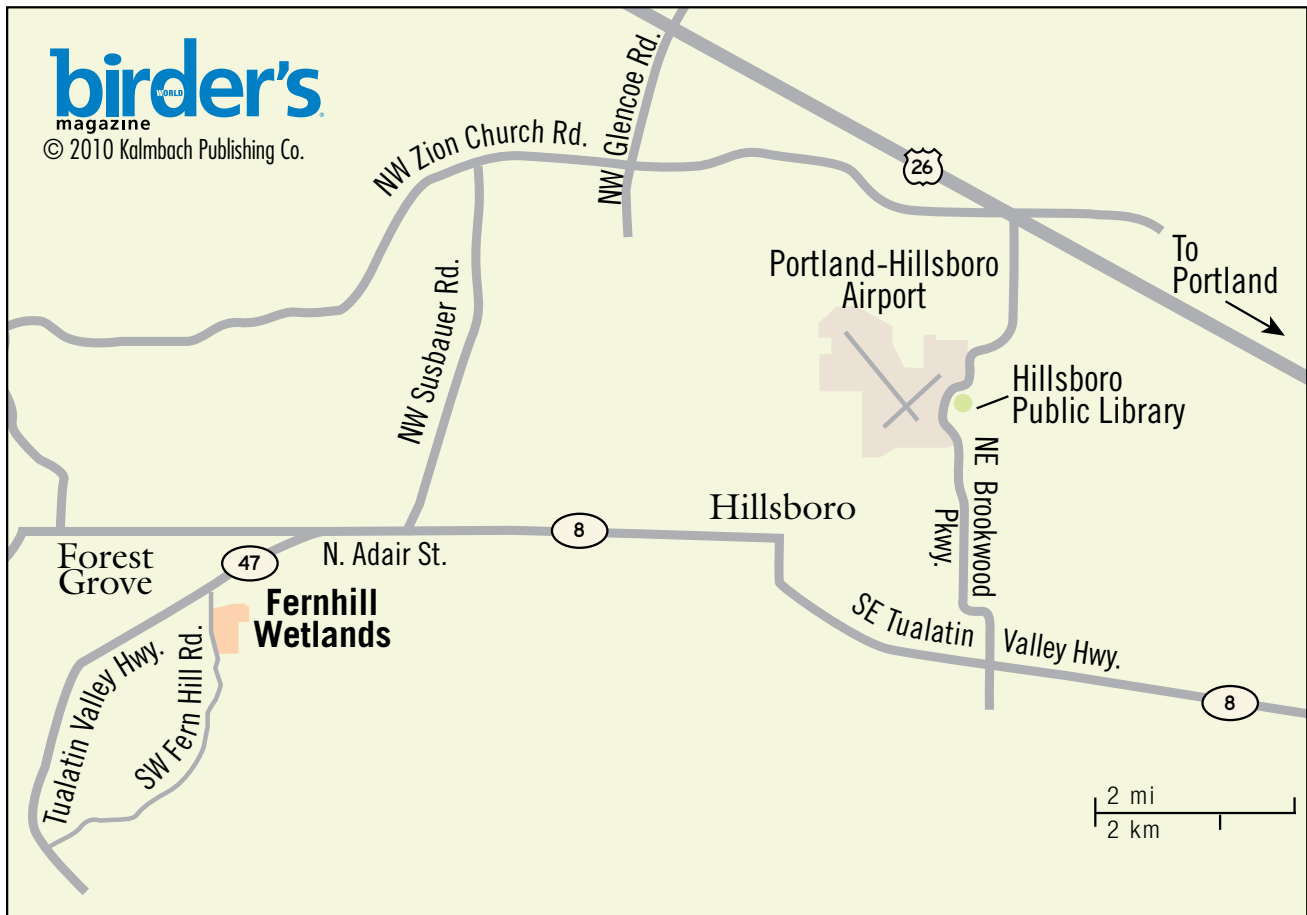 birder's
WORLD
magazine
© 2010 Kalmbach Publishing Co.
NW Zion Church Rd.
NW Glencoe Rd.
26
To
Portland
Portland-Hillsboro
Airport
NW Susbauer Rd.
Hillsboro
Public Library
NE Brookwood
Pkwy.
Hillsboro
8
N. Adair St.
47
Forest
Grove
Fernhill
Wetlands
SE Tualatin Valley Hwy.
8
Tualatin Valley Hwy.
SW Fern Hill Rd.
2 mi
2 km